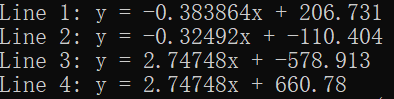 Line 1: y = -0.383864x + 206.731
Line 2: y = -0.32492x + -110.404
Line 3: y = 2.74748x + -578.913
Line 4: y = 2.74748x + 660.78